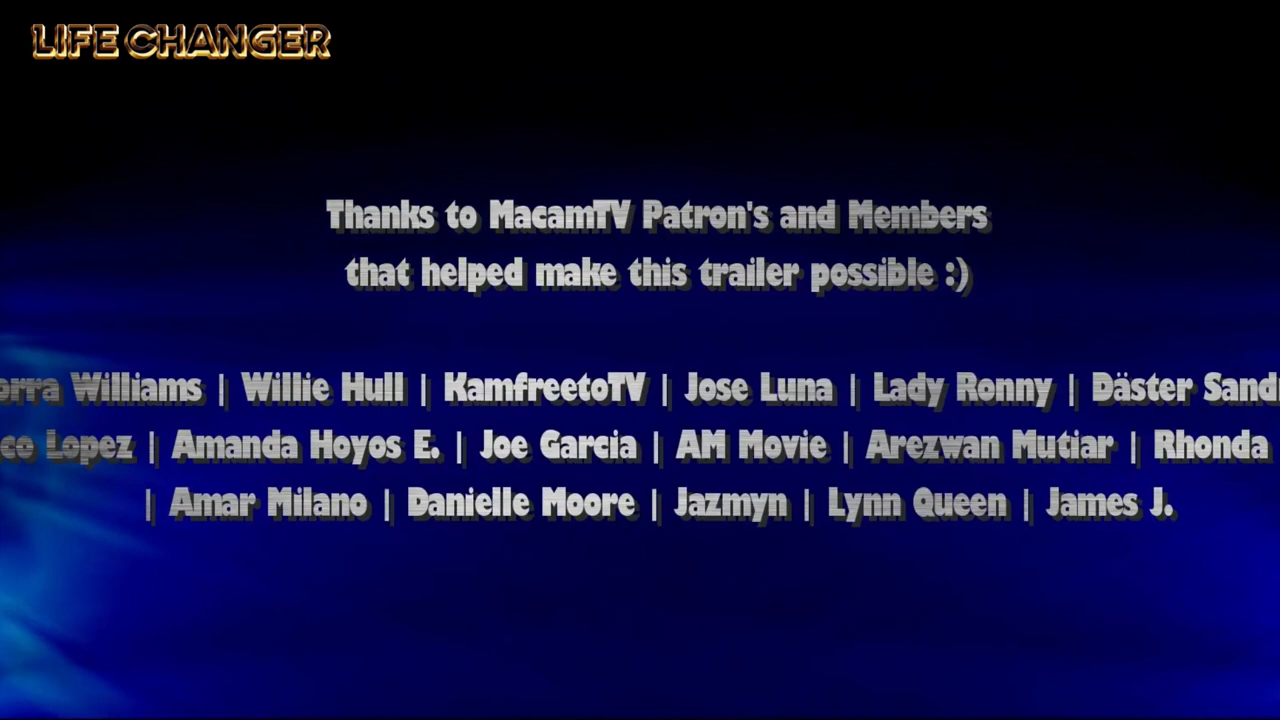 LIFE CHANGER
Thanks to MacamTV Patron's and Members
that helped make this trailer possible :)
Williams | Willie Hull | KamfreetoTV | Jose Luna | Lady Ronny | Däster
Lopez | Amanda Hoyos E. | Joe Garcia | AM Movie | Arezwan Mutiar | Rhonda
| Amar Milano | Danielle Moore | Jazmyn | Lynn Queen | James J.